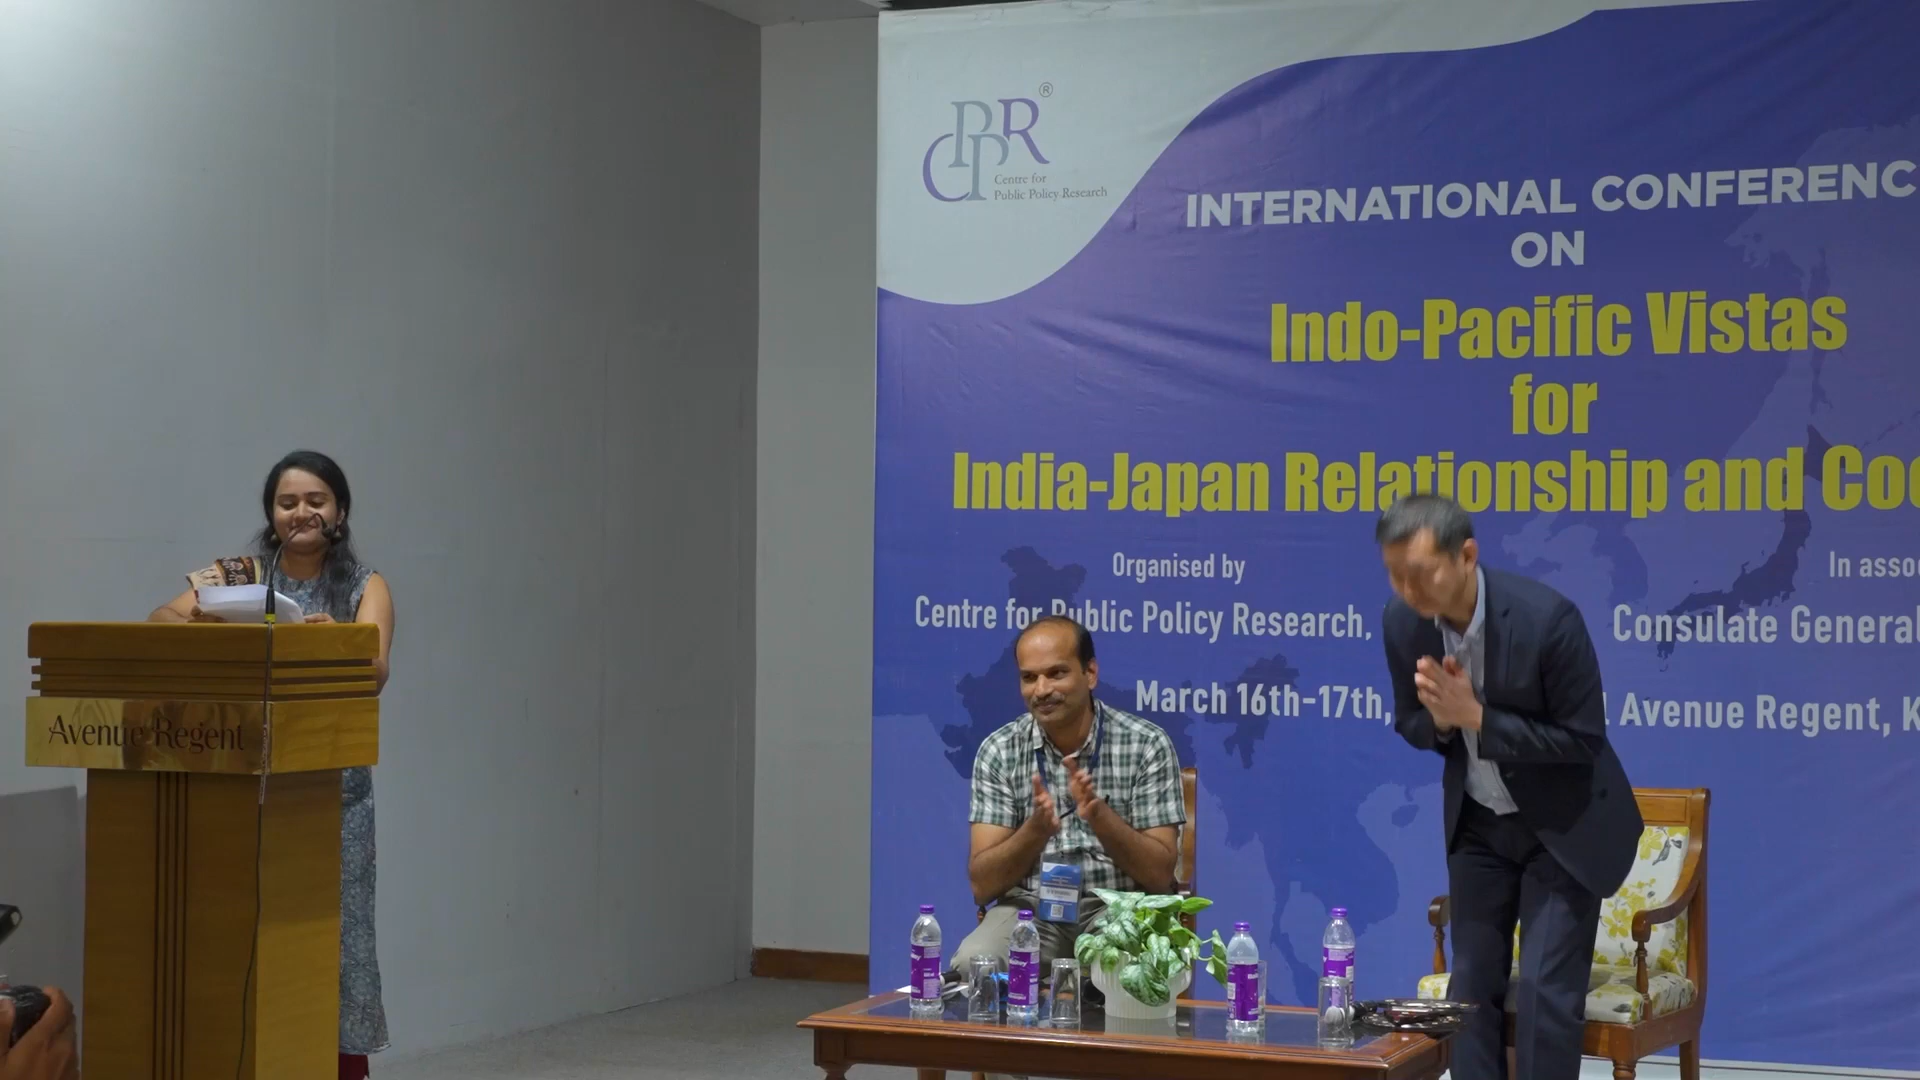 CPPR®
Centre for
Public Policy Research
INTERNATIONAL CONFERENC
ON
Indo-Pacific Vistas
for
India-Japan Relationship and Coo
Organised by
In asso
Centre for Public Policy Research,
Consulate General
March 16th-17th,
Avenue Regent, K
Avenue Regent